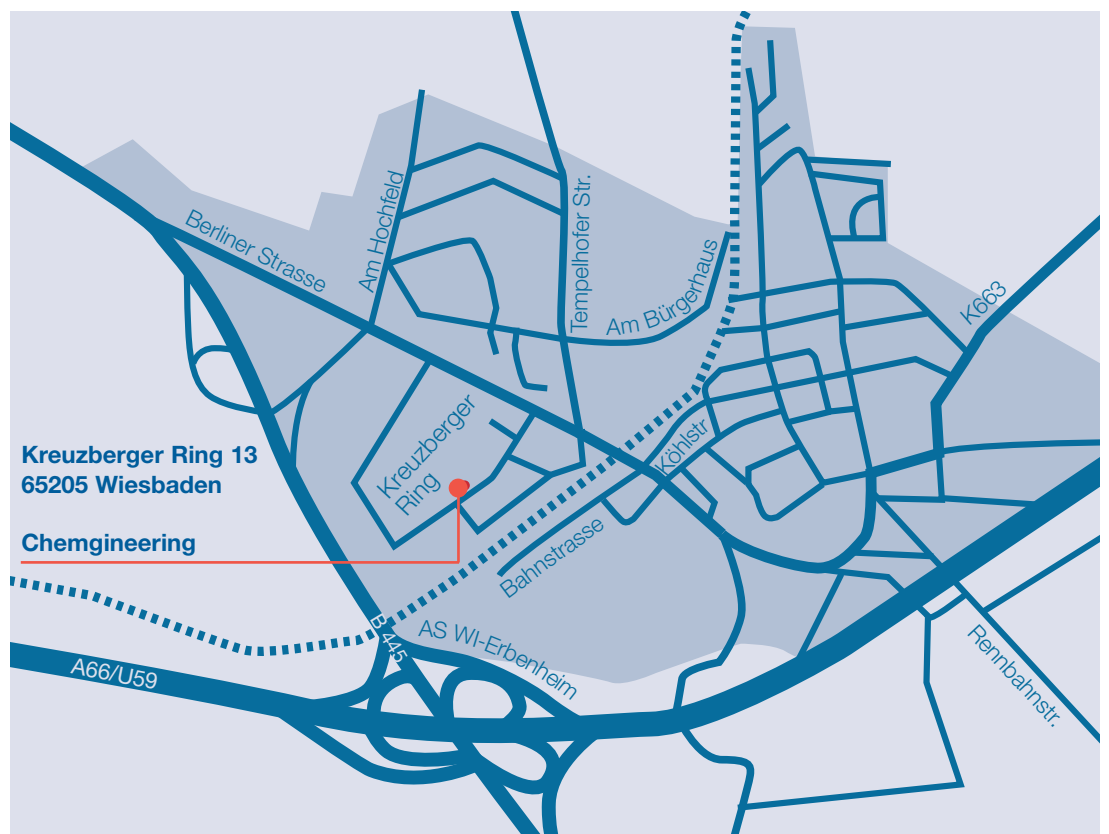 Berliner Strasse
Am Hochfeld
Tempelhofer Str.
Am Bürgerhaus
K663
Kreuzberger
Ring
Köhlstr
Kreuzberger Ring 13
65205 Wiesbaden
Chemgineering
Bahnstrasse
B 445
AS WI-Erbenheim
A66/U59
Rennbahnstr.